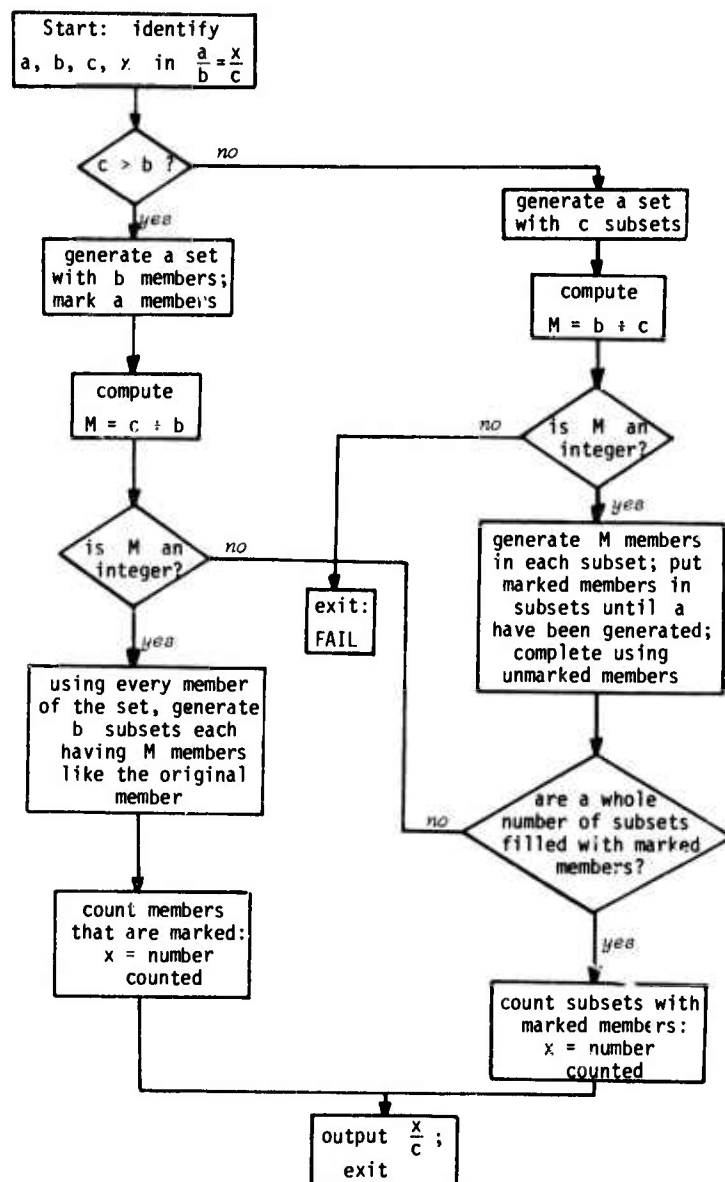 Start: identify
a, b, c, x in a/b = x/c
c > b ?
no
yes
generate a set
with b members;
mark a members
compute
M = c ÷ b
is M an
integer?
no
yes
using every member
of the set, generate
b subsets each
having M members
like the original
member
count members
that are marked:
x = number
counted
generate a set
with c subsets
compute
M = b ÷ c
is M an
integer?
no
yes
exit:
FAIL
generate M members
in each subset; put
marked members in
subsets until a
have been generated;
complete using
unmarked members
are a whole
number of subsets
filled with marked
members?
no
yes
count subsets with
marked members:
x = number
counted
output x/c ;
exit